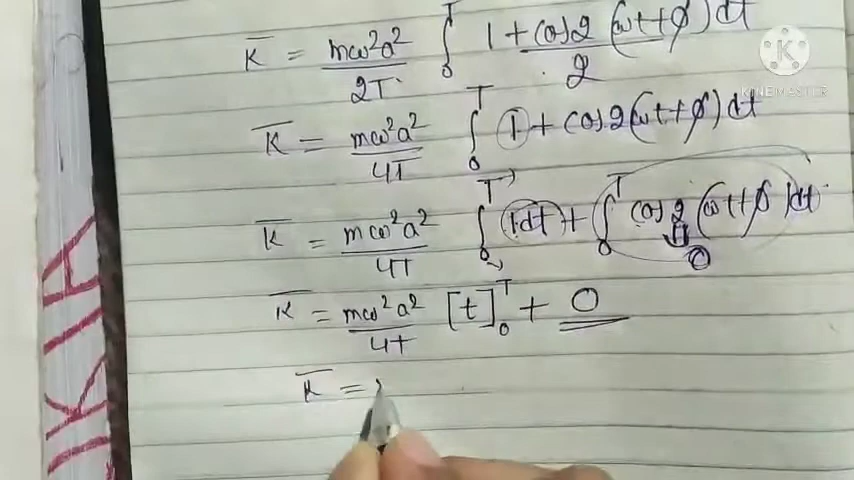 K̅ = mω²a²/2T ∫₀ᵀ 1 + cos2(ωt+φ)/2 dt
K̅ = mω²a²/4T ∫₀ᵀ 1 + cos2(ωt+φ)dt
K̅ = mω²a²/4T ∫₀ᵀ 1dt + ∫₀ᵀ cos2(ωt+φ)dt
0
K̅ = mω²a²/4T [t]₀ᵀ + 0
K̅ =
KINEMASTER